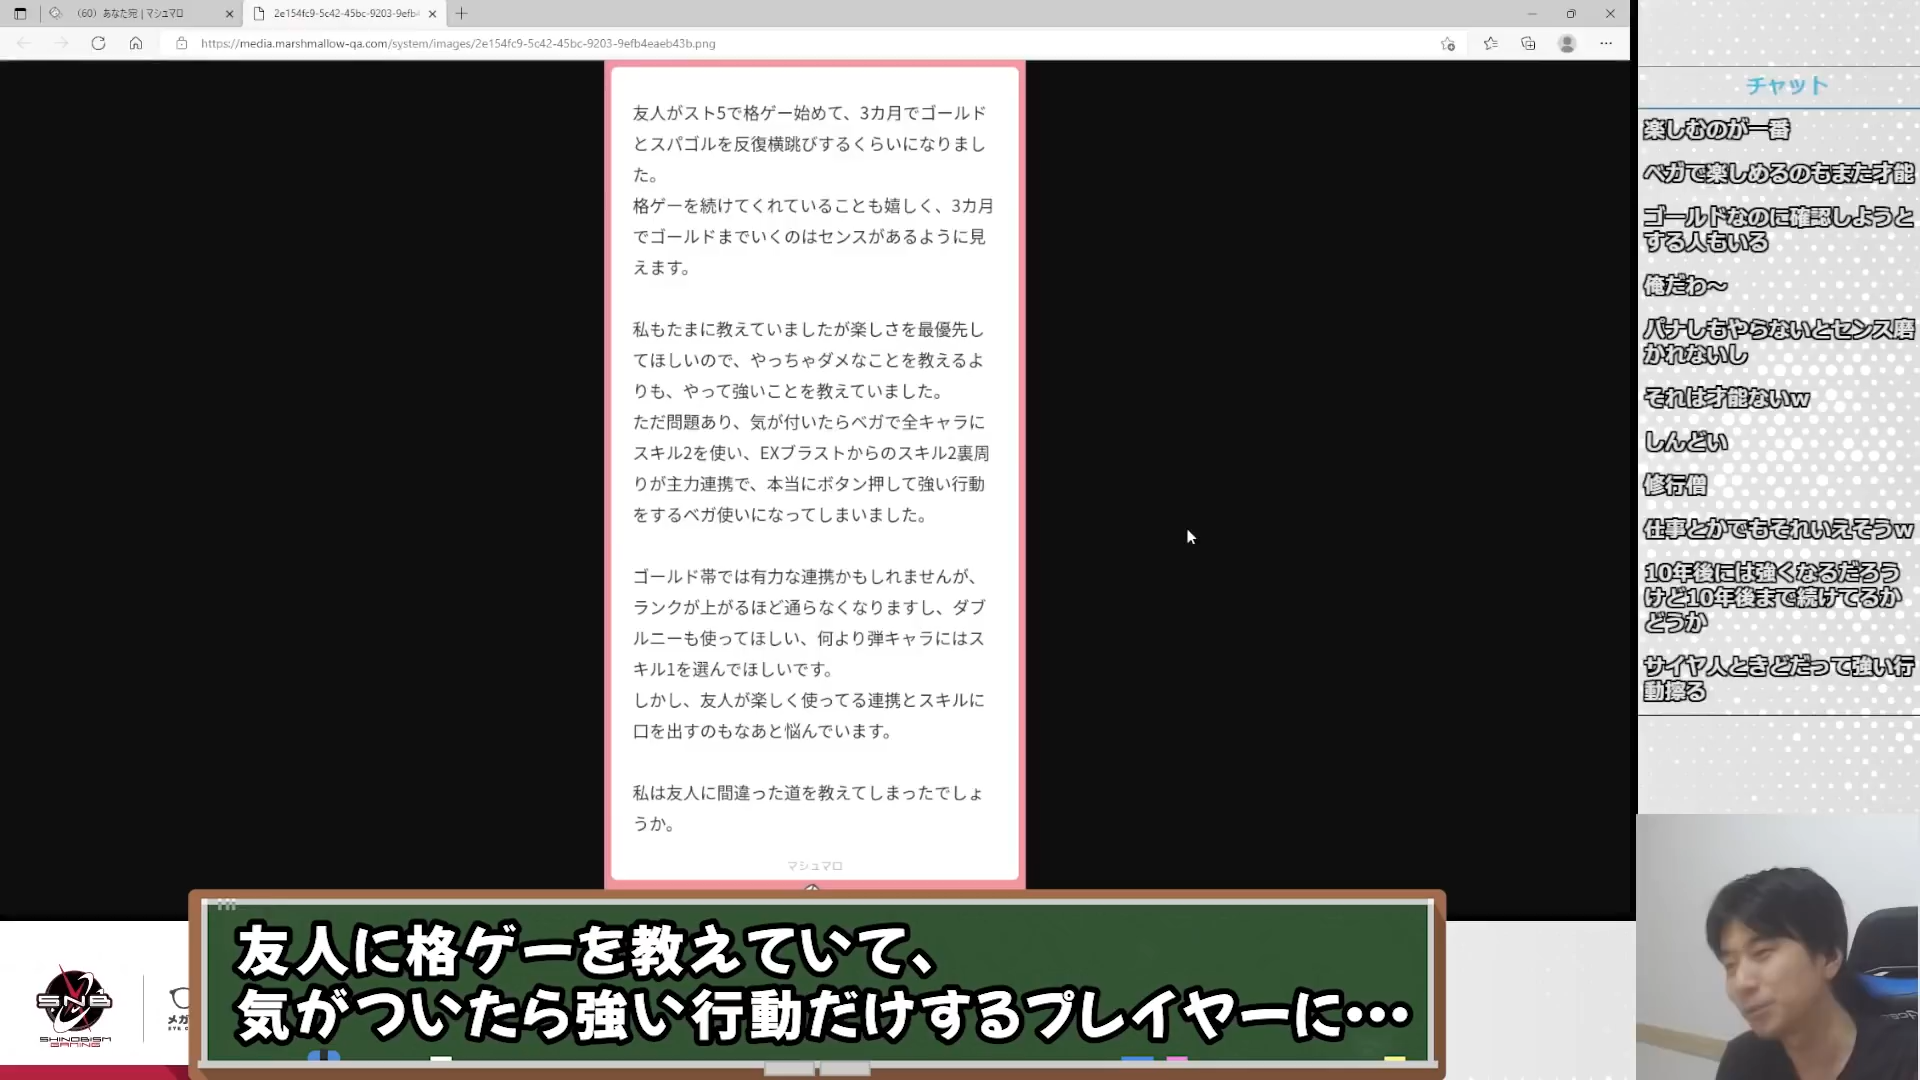 （60）あなた宛 | マシュマロ
2e154fc9-5c42-45bc-9203-9efb4
https://media.marshmallow-qa.com/system/images/2e154fc9-5c42-45bc-9203-9efb4eaeb43b.png
友人がスト5で格ゲー始めて、3カ月でゴールド
とスパゴルを反復横跳びするくらいになりまし
た。
格ゲーを続けてくれていることも嬉しく、3カ月
でゴールドまでいくのはセンスがあるように見
えます。
私もたまに教えていましたが楽しさを最優先し
てほしいので、やっちゃダメなことを教えるよ
りも、やって強いことを教えていました。
ただ問題あり、気が付いたらベガで全キャラに
スキル2を使い、EXブラストからのスキル2裏周
りが主力連携で、本当にボタン押して強い行動
をするベガ使いになってしまいました。
ゴールド帯では有力な連携かもしれませんが、
ランクが上がるほど通らなくなりますし、ダブ
ルニーも使ってほしい、何より弾キャラにはス
キル1を選んでほしいです。
しかし、友人が楽しく使ってる連携とスキルに
口を出すのもなあと悩んでいます。
私は友人に間違った道を教えてしまったでしょ
うか。
マシュマロ
チャット
楽しむのが一番
ベガで楽しめるのもまた才能
ゴールドなのに確認しようと
する人もいる
俺だわ〜
パナしもやらないとセンス磨
かれないし
それは才能ないw
しんどい
修行僧
仕事とかでもそれいえそうw
10年後には強くなるだろう
けど10年後まで続けてるか
どうか
サイヤ人ときどだって強い行
動擦る
友人に格ゲーを教えていて、
気がついたら強い行動だけするプレイヤーに…
SNB
SHINOBISM
GAMING
メガ